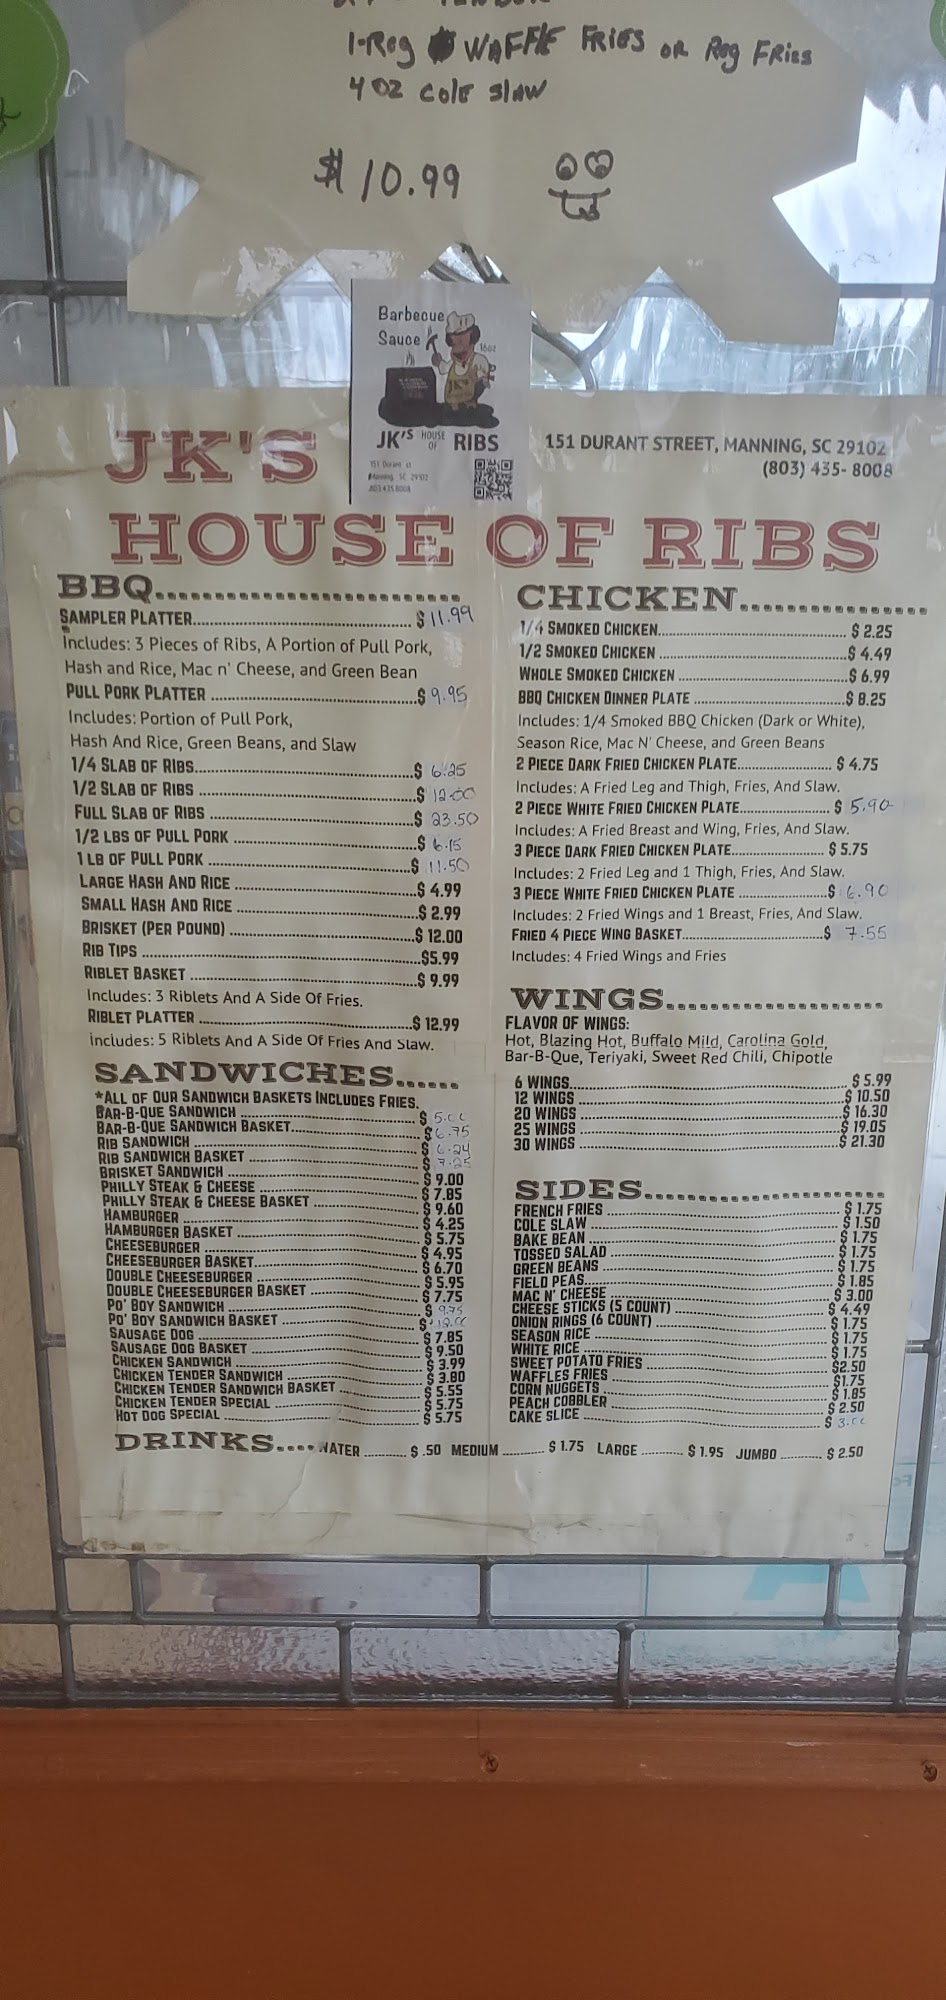 1-Reg WAFFLE FRIES OR Reg FRIES
4 OZ Cole Slaw
$10.99
Barbecue
Sauce
16oz
JK'S HOUSE OF RIBS
Manning, SC 29102
803.435.8008
151 DURANT STREET, MANNING, SC 29102
(803) 435- 8008
JK'S
HOUSE OF RIBS
BBQ
SAMPLER PLATTER $ 11.99
Includes: 3 Pieces of Ribs, A Portion of Pull Pork,
Hash and Rice, Mac n' Cheese, and Green Bean
PULL PORK PLATTER $ 9.95
Includes: Portion of Pull Pork,
Hash And Rice, Green Beans, and Slaw
1/4 SLAB OF RIBS $ 6.25
1/2 SLAB OF RIBS $ 12.00
FULL SLAB OF RIBS $ 23.50
1/2 LBS OF PULL PORK $ 6.15
1 LB OF PULL PORK $ 11.50
LARGE HASH AND RICE $ 4.99
SMALL HASH AND RICE $ 2.99
BRISKET (PER POUND) $ 12.00
RIB TIPS $5.99
RIBLET BASKET $ 9.99
Includes: 3 Riblets And A Side Of Fries.
RIBLET PLATTER $ 12.99
includes: 5 Riblets And A Side Of Fries And Slaw.
SANDWICHES
*ALL OF OUR SANDWICH BASKETS INCLUDES FRIES.
BAR-B-QUE SANDWICH $ 5.00
BAR-B-QUE SANDWICH BASKET $ 6.75
RIB SANDWICH $ 6.24
RIB SANDWICH BASKET $ 7.25
BRISKET SANDWICH $ 9.00
PHILLY STEAK & CHEESE $ 7.85
PHILLY STEAK & CHEESE BASKET $ 9.60
HAMBURGER $ 4.25
HAMBURGER BASKET $ 5.75
CHEESEBURGER $ 4.95
CHEESEBURGER BASKET $ 6.70
DOUBLE CHEESEBURGER $ 5.95
DOUBLE CHEESEBURGER BASKET $ 7.75
PO' BOY SANDWICH $ 9.75
PO' BOY SANDWICH BASKET $ 12.00
SAUSAGE DOG $ 7.85
SAUSAGE DOG BASKET $ 9.50
CHICKEN SANDWICH $ 3.99
CHICKEN TENDER SANDWICH $ 3.80
CHICKEN TENDER SANDWICH BASKET $ 5.55
CHICKEN TENDER SPECIAL $ 5.75
HOT DOG SPECIAL $ 5.75
CHICKEN
1/4 SMOKED CHICKEN $ 2.25
1/2 SMOKED CHICKEN $ 4.49
WHOLE SMOKED CHICKEN $ 6.99
BBQ CHICKEN DINNER PLATE $ 8.25
Includes: 1/4 Smoked BBQ Chicken (Dark or White),
Season Rice, Mac N' Cheese, and Green Beans
2 PIECE DARK FRIED CHICKEN PLATE $ 4.75
Includes: A Fried Leg and Thigh, Fries, And Slaw.
2 PIECE WHITE FRIED CHICKEN PLATE $ 5.90
Includes: A Fried Breast and Wing, Fries, And Slaw.
3 PIECE DARK FRIED CHICKEN PLATE $ 5.75
Includes: 2 Fried Leg and 1 Thigh, Fries, And Slaw.
3 PIECE WHITE FRIED CHICKEN PLATE $ 6.90
Includes: 2 Fried Wings and 1 Breast, Fries, And Slaw.
FRIED 4 PIECE WING BASKET $ 7.55
Includes: 4 Fried Wings and Fries
WINGS
FLAVOR OF WINGS:
Hot, Blazing Hot, Buffalo Mild, Carolina Gold,
Bar-B-Que, Teriyaki, Sweet Red Chili, Chipotle
6 WINGS $ 5.99
12 WINGS $ 10.50
20 WINGS $ 16.30
25 WINGS $ 19.05
30 WINGS $ 21.30
SIDES
FRENCH FRIES $ 1.75
COLE SLAW $ 1.50
BAKE BEAN $ 1.75
TOSSED SALAD $ 1.75
GREEN BEANS $ 1.75
FIELD PEAS $ 1.85
MAC N' CHEESE $ 3.00
CHEESE STICKS (5 COUNT) $ 4.49
ONION RINGS (6 COUNT) $ 1.75
SEASON RICE $ 1.75
WHITE RICE $ 1.75
SWEET POTATO FRIES $2.50
WAFFLES FRIES $1.75
CORN NUGGETS $ 1.85
PEACH COBBLER $ 2.50
CAKE SLICE $ 3.00
DRINKS WATER $ .50 MEDIUM $ 1.75 LARGE $ 1.95 JUMBO $ 2.50